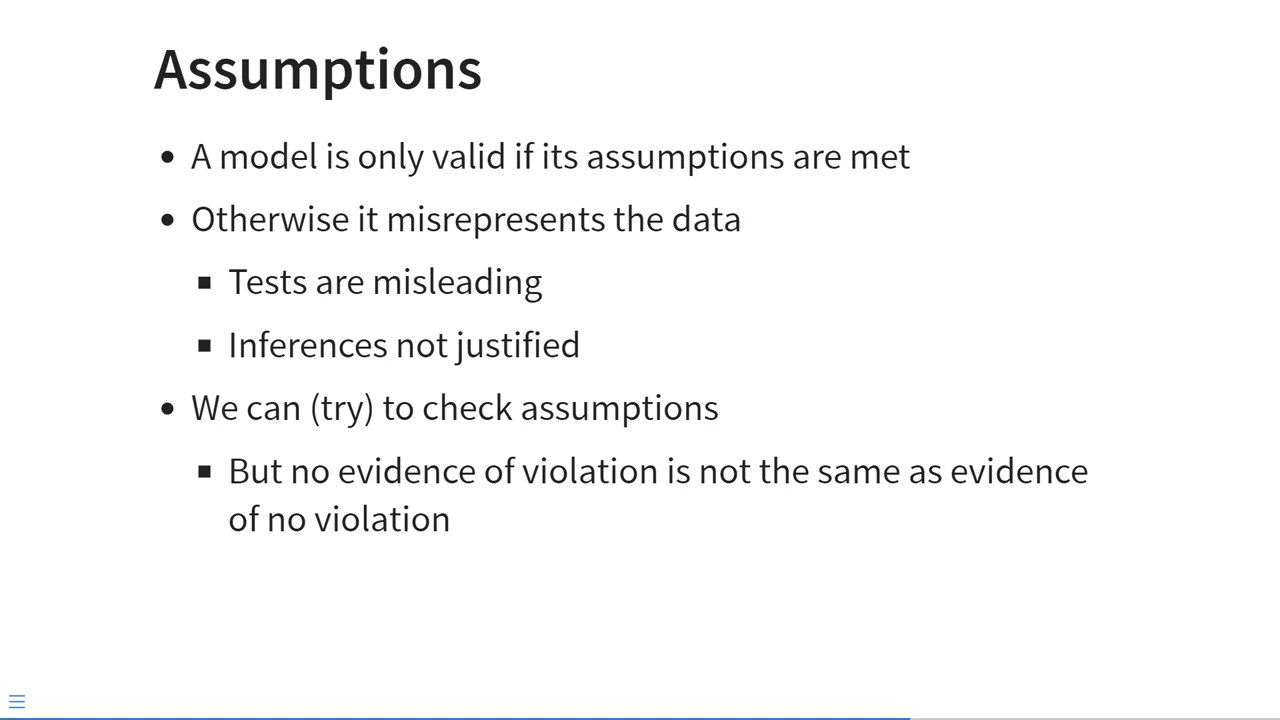 Assumptions
• A model is only valid if its assumptions are met
• Otherwise it misrepresents the data
▪ Tests are misleading
▪ Inferences not justified
• We can (try) to check assumptions
▪ But no evidence of violation is not the same as evidence
of no violation